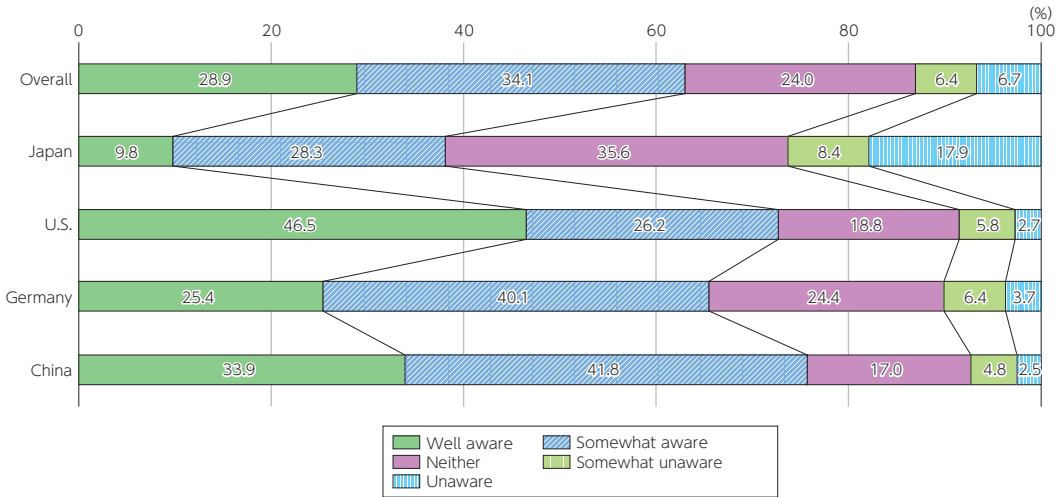 (%)
0 20 40 60 80 100
Overall 28.9 34.1 24.0 6.4 6.7
Japan 9.8 28.3 35.6 8.4 17.9
U.S. 46.5 26.2 18.8 5.8 2.7
Germany 25.4 40.1 24.4 6.4 3.7
China 33.9 41.8 17.0 4.8 2.5
Well aware Somewhat aware
Neither Somewhat unaware
Unaware